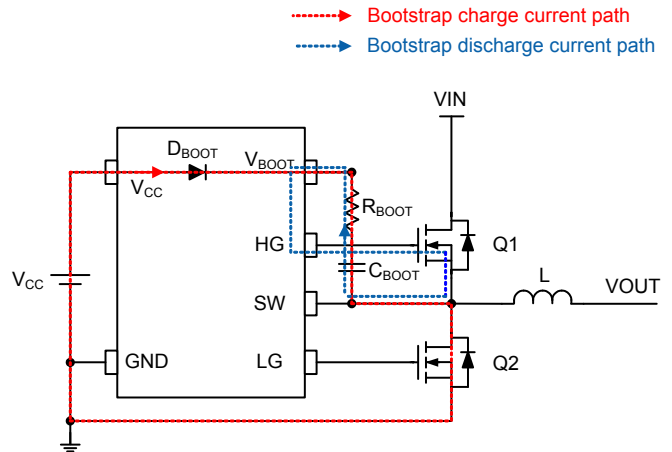 Bootstrap charge current path
Bootstrap discharge current path
VIN
DBOOT
VBOOT
VCC
RBOOT
HG
Q1
CBOOT
VCC
L
VOUT
SW
GND
LG
Q2